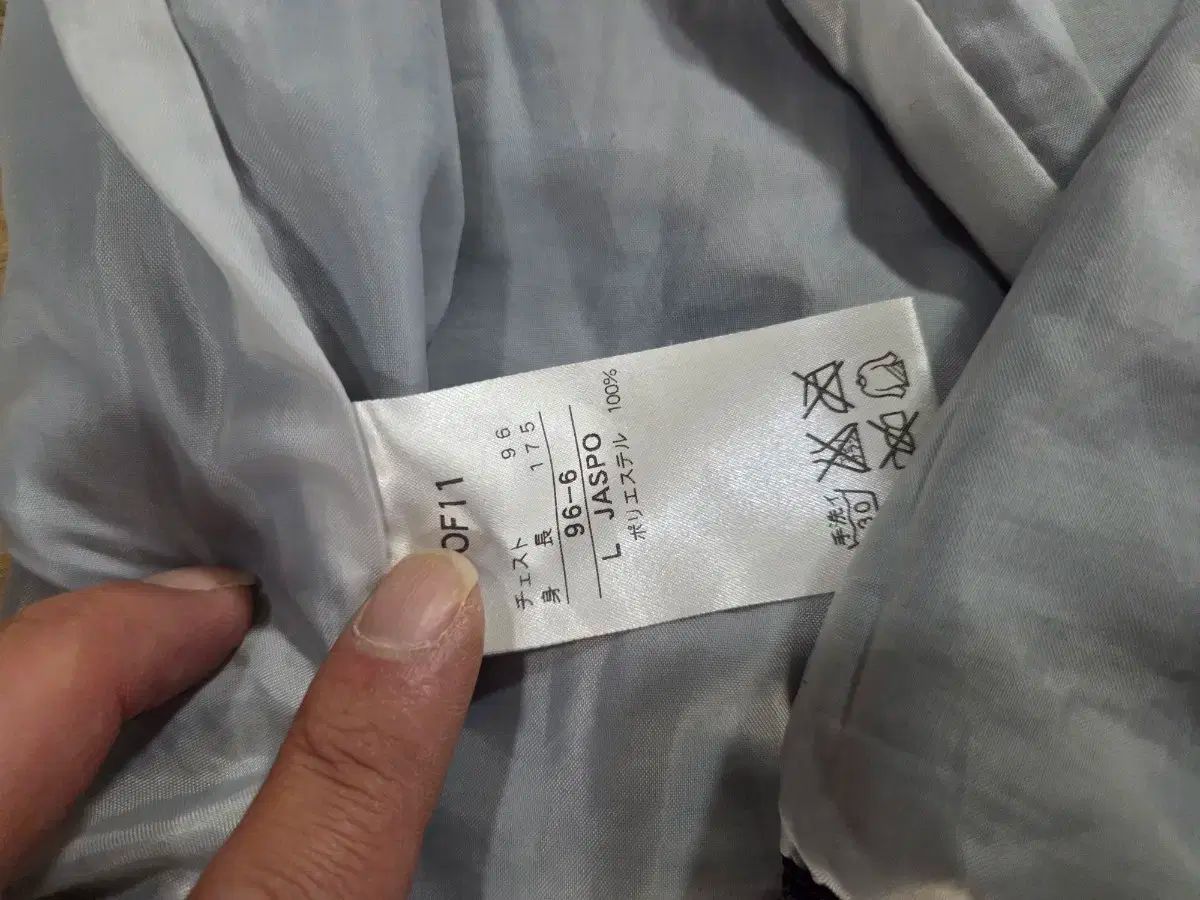 OF11
チェスト 96
身 長 175
96-6
L JASPO
ポリエステル 100%
手洗イ
30